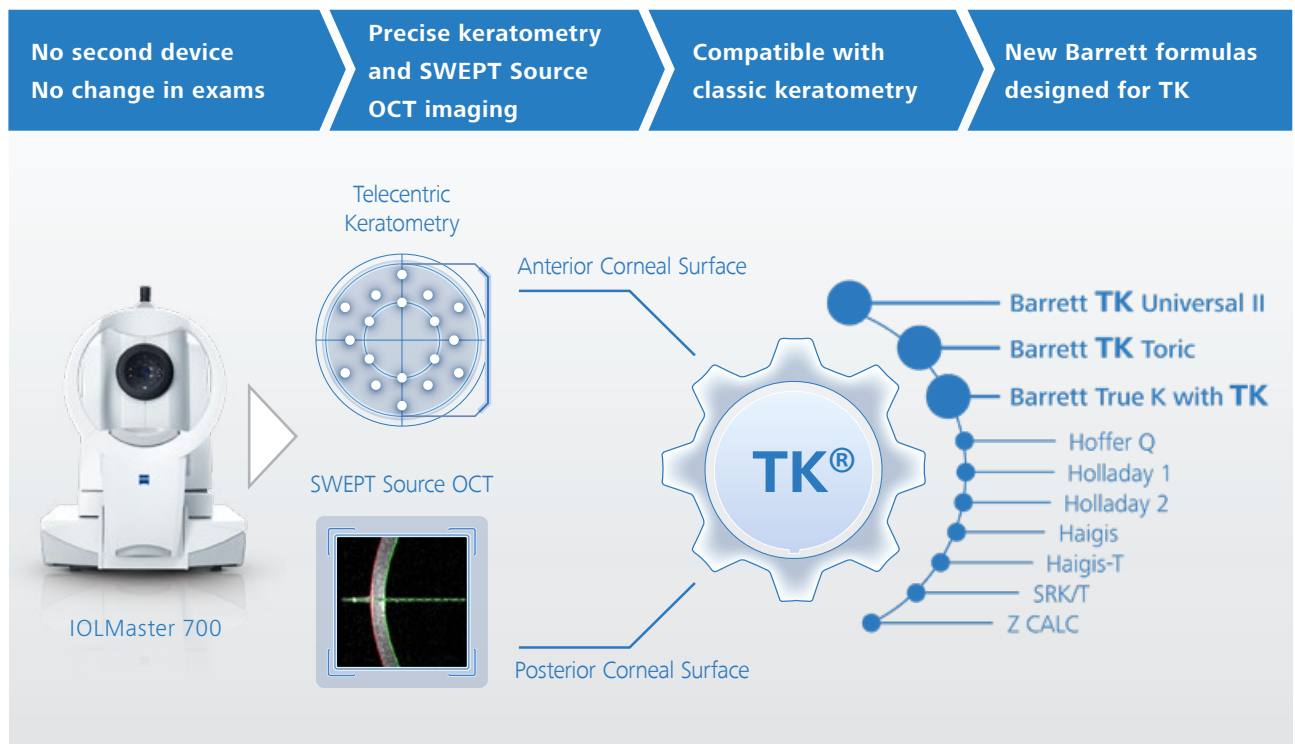 No second device
No change in exams
Precise keratometry
and SWEPT Source
OCT imaging
Compatible with
classic keratometry
New Barrett formulas
designed for TK
Telecentric
Keratometry
Anterior Corneal Surface
SWEPT Source OCT
Posterior Corneal Surface
IOLMaster 700
TK®
Barrett TK Universal II
Barrett TK Toric
Barrett True K with TK
Hoffer Q
Holladay 1
Holladay 2
Haigis
Haigis-T
SRK/T
Z CALC